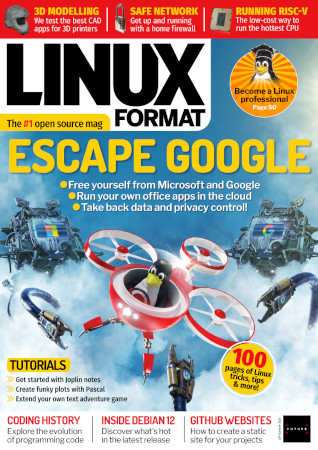 3D MODELLING
We test the best CAD
apps for 3D printers
SAFE NETWORK
Get up and running
with a home firewall
RUNNING RISC-V
The low-cost way to
run the hottest CPU
LINUX
FORMAT
The #1 open source mag
Become a Linux
professional
Page 50
ESCAPE GOOGLE
Free yourself from Microsoft and Google
Run your own office apps in the cloud
Take back data and privacy control!
100
pages of Linux
tricks, tips
& more!
TUTORIALS
Get started with Joplin notes
Create funky plots with Pascal
Extend your own text adventure game
CODING HISTORY
Explore the evolution
of programming code
INSIDE DEBIAN 12
Discover what's hot
in the latest release
GITHUB WEBSITES
How to create a static
site for your projects
FUTURE